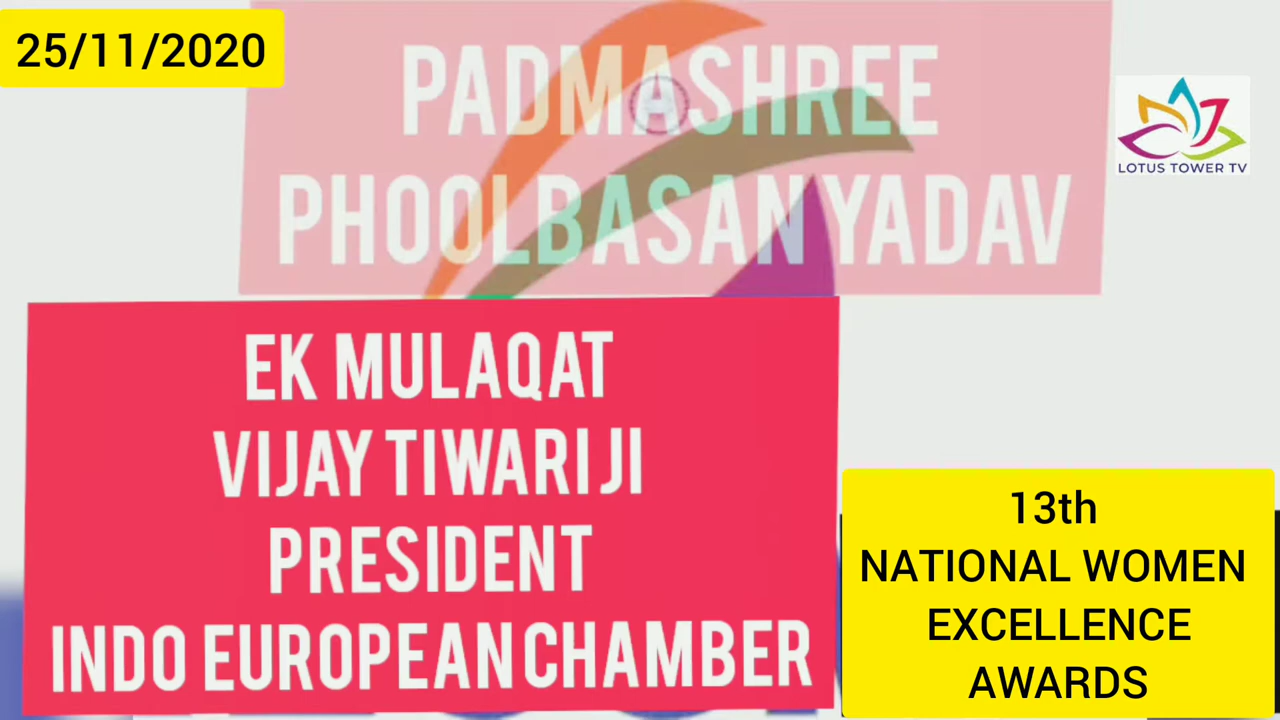 25/11/2020
PADMASHREE
PHOOLBASAN YADAV
LOTUS TOWER TV
EK MULAQAT
VIJAY TIWARI JI
PRESIDENT
INDO EUROPEAN CHAMBER
13th
NATIONAL WOMEN
EXCELLENCE
AWARDS